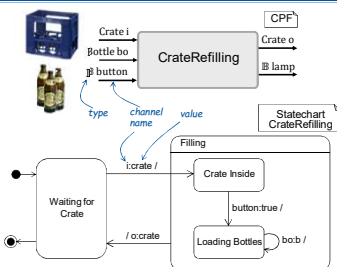 CPF
Crate i
Bottle bo
𝔹 button
CrateRefilling
Crate o
𝔹 lamp
type
channel name
value
Statechart
CrateRefilling
Filling
i:crate /
Waiting for
Crate
Crate Inside
button:true /
/ o:crate
Loading Bottles
bo:b /